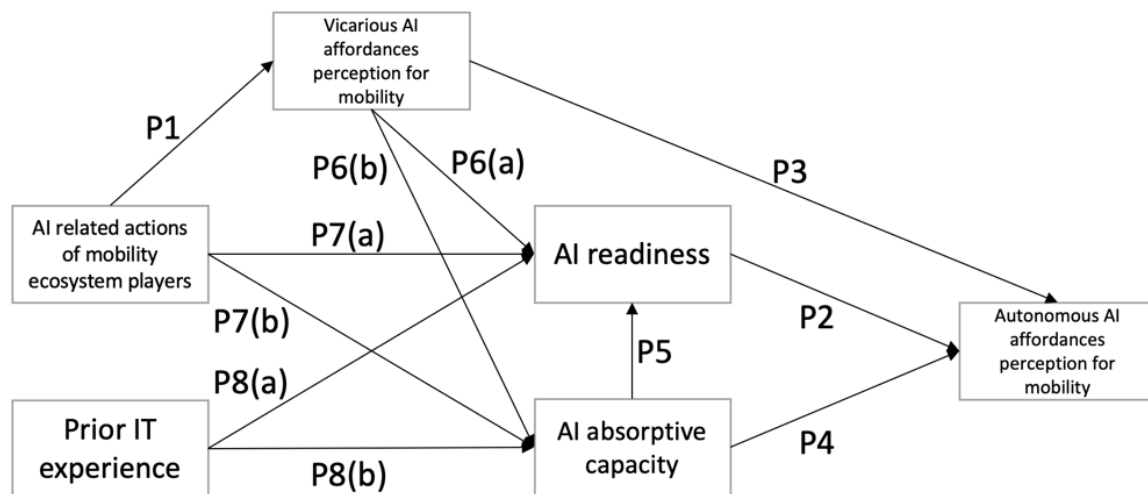 Vicarious AI
affordances
perception for
mobility
P1
P6(b)
P6(a)
P3
AI related actions
of mobility
ecosystem players
P7(a)
AI readiness
P7(b)
P2
P5
Autonomous AI
affordances
perception for
mobility
P8(a)
Prior IT
experience
P8(b)
AI absorptive
capacity
P4